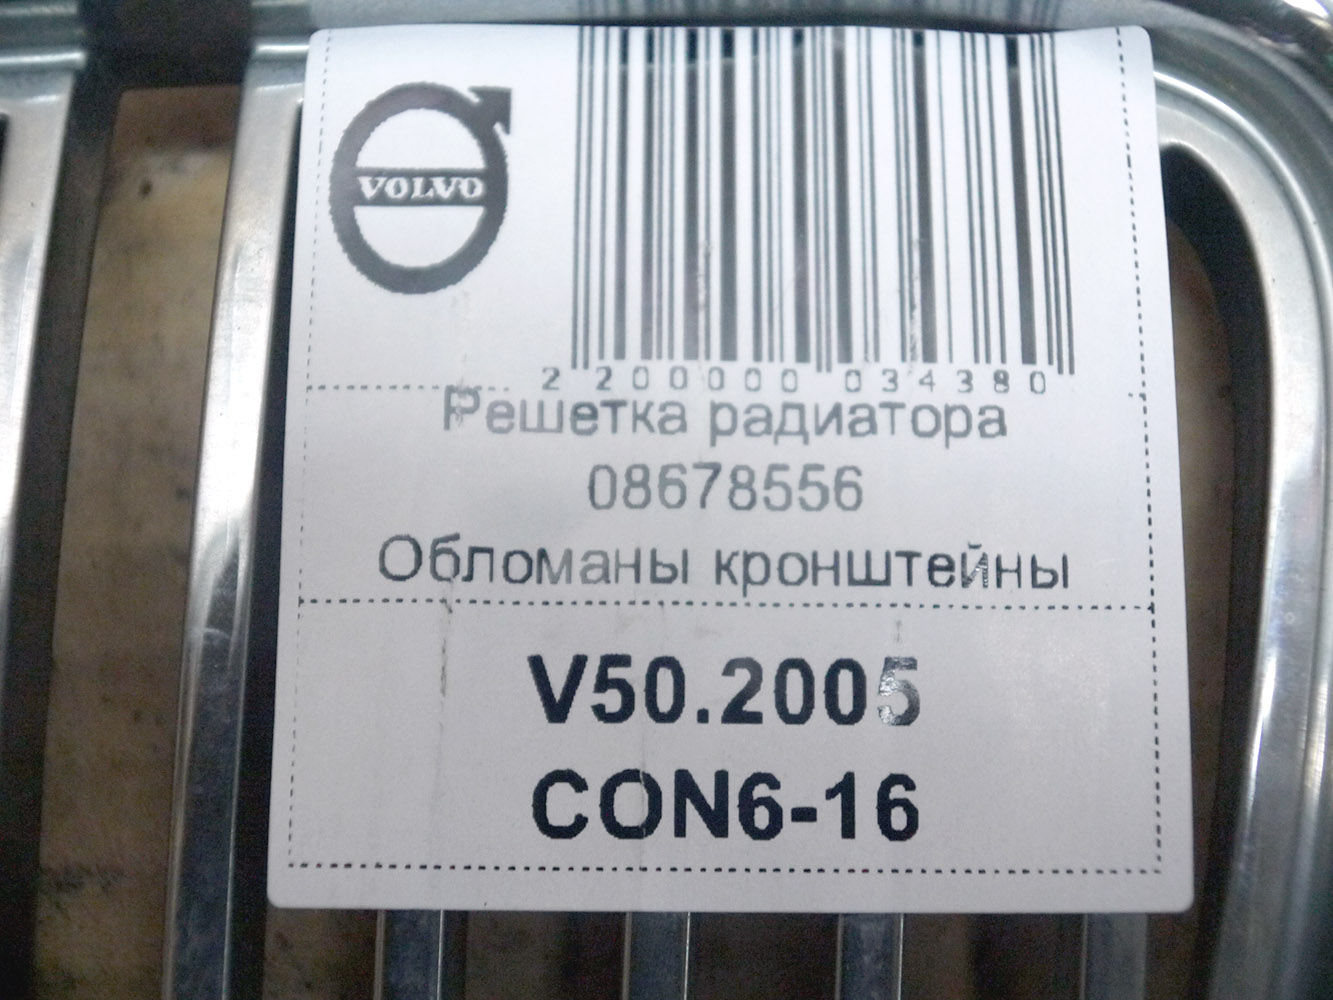 VOLVO
2 200000 034380
Решетка радиатора
08678556
Обломаны кронштейны
V50.2005
CON6-16